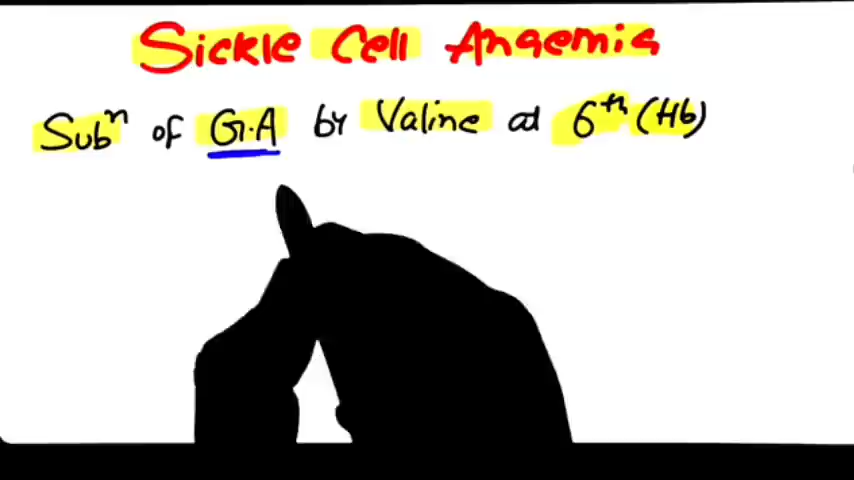 Sickle Cell Anaemia
Subⁿ of G.A by Valine at 6th (Hb)